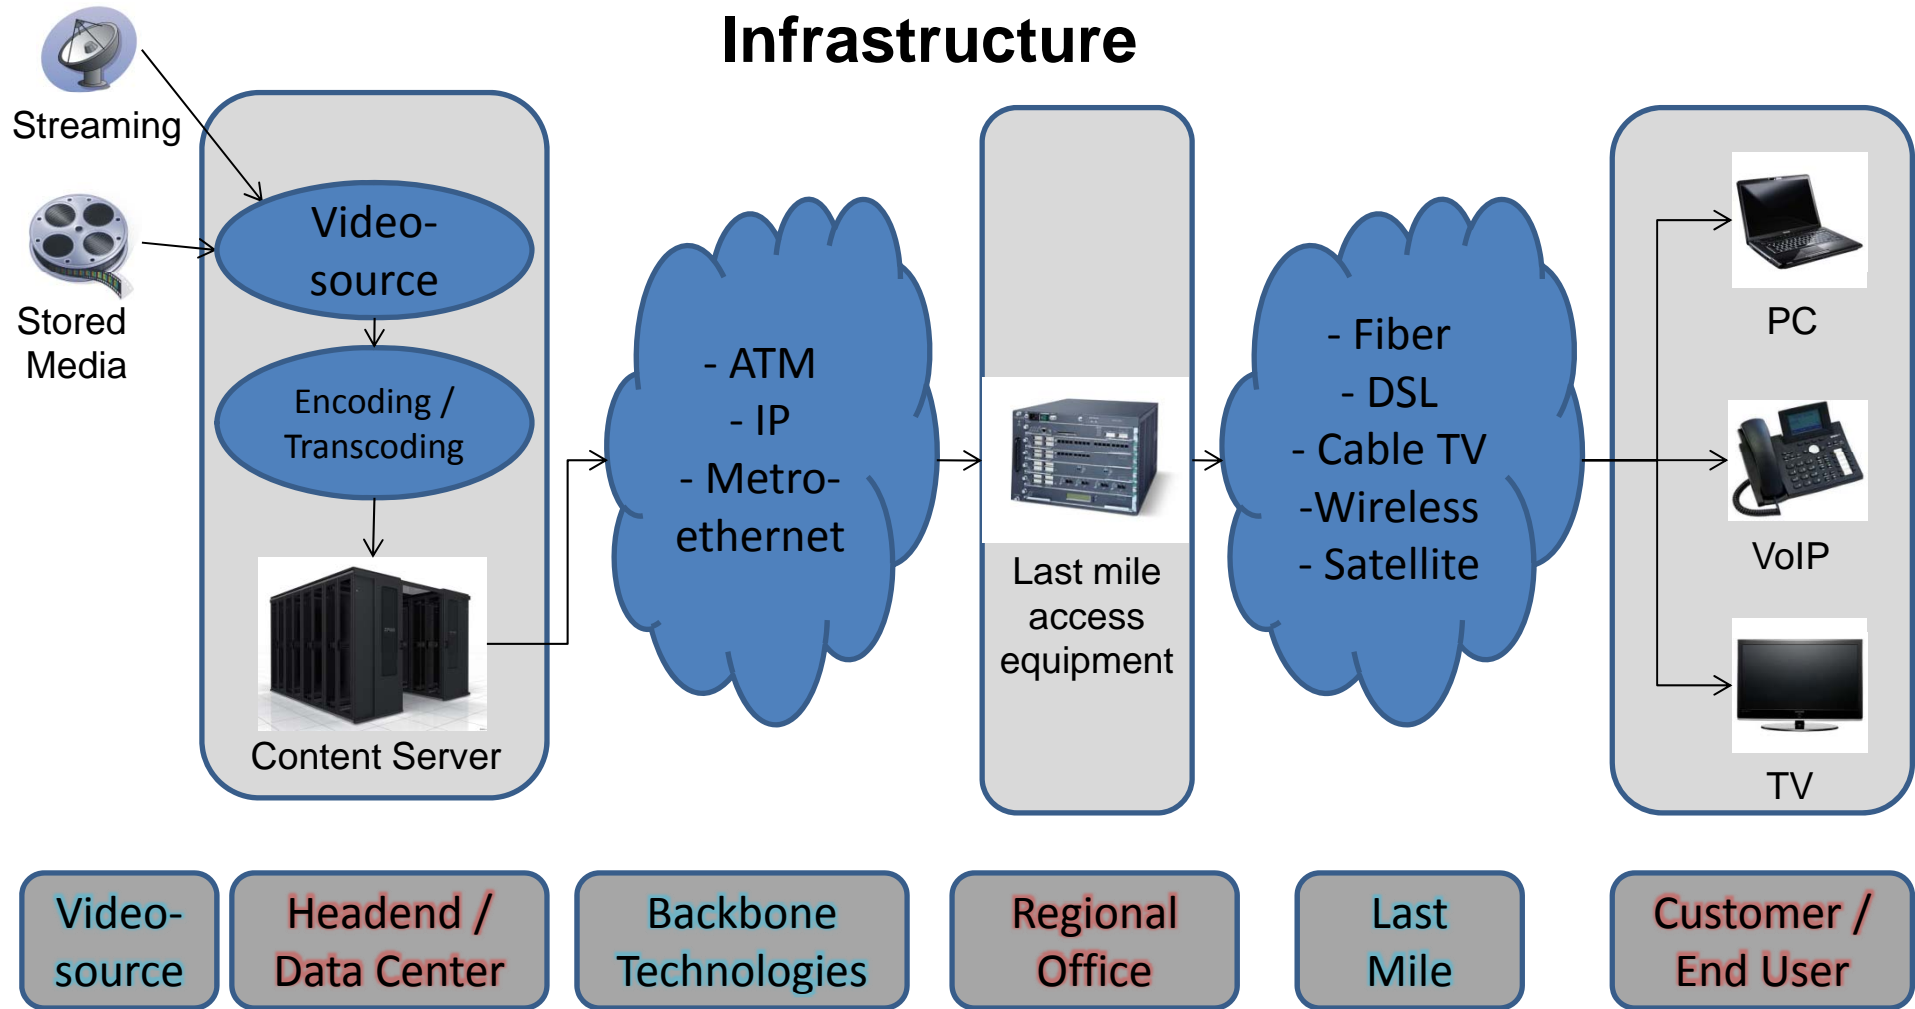 Infrastructure
Streaming
Stored
Media
Video-
source
Encoding /
Transcoding
Content Server
- ATM
- IP
- Metro-
ethernet
Last mile
access
equipment
- Fiber
- DSL
- Cable TV
-Wireless
- Satellite
PC
VoIP
TV
Video-
source
Headend /
Data Center
Backbone
Technologies
Regional
Office
Last
Mile
Customer /
End User